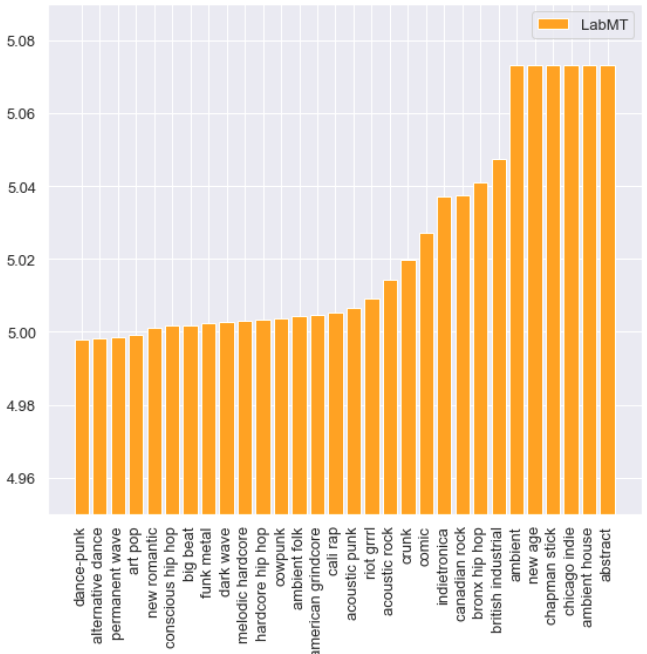 LabMT
5.08
5.06
5.04
5.02
5.00
4.98
4.96
dance-punk
alternative dance
permanent wave
art pop
new romantic
conscious hip hop
big beat
funk metal
dark wave
melodic hardcore
hardcore hip hop
cowpunk
ambient folk
american grindcore
cali rap
acoustic punk
riot grrrl
acoustic rock
crunk
comic
indietronica
canadian rock
bronx hip hop
british industrial
ambient
new age
chapman stick
chicago indie
ambient house
abstract